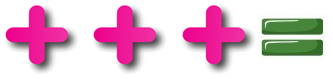 + + + =